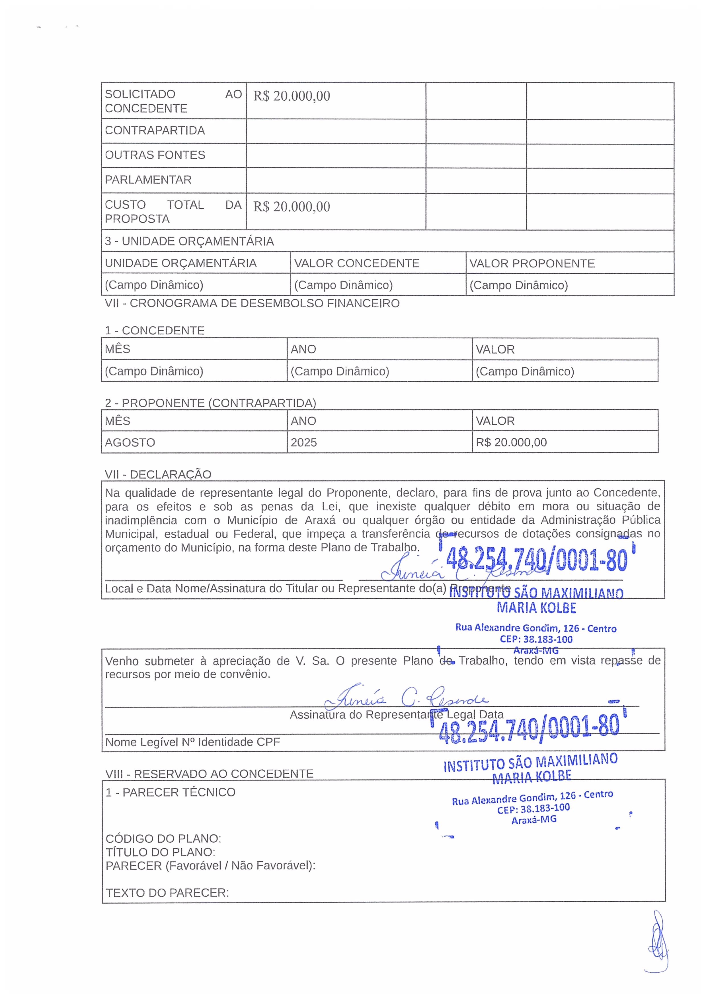 SOLICITADO AO R$ 20.000,00
CONCEDENTE
CONTRAPARTIDA
OUTRAS FONTES
PARLAMENTAR
CUSTO TOTAL DA R$ 20.000,00
PROPOSTA
3 - UNIDADE ORÇAMENTÁRIA
UNIDADE ORÇAMENTÁRIA VALOR CONCEDENTE VALOR PROPONENTE
(Campo Dinâmico) (Campo Dinâmico) (Campo Dinâmico)
VII - CRONOGRAMA DE DESEMBOLSO FINANCEIRO
1 - CONCEDENTE
MÊS ANO VALOR
(Campo Dinâmico) (Campo Dinâmico) (Campo Dinâmico)
2 - PROPONENTE (CONTRAPARTIDA)
MÊS ANO VALOR
AGOSTO 2025 R$ 20.000,00
VII - DECLARAÇÃO
Na qualidade de representante legal do Proponente, declaro, para fins de prova junto ao Concedente,
para os efeitos e sob as penas da Lei, que inexiste qualquer débito em mora ou situação de
inadimplência com o Município de Araxá ou qualquer órgão ou entidade da Administração Pública
Municipal, estadual ou Federal, que impeça a transferência de recursos de dotações consignadas no
orçamento do Município, na forma deste Plano de Trabalho.
48.254.740/0001-80
C. Resende
Local e Data Nome/Assinatura do Titular ou Representante do(a) Proponente
INSTITUTO SÃO MAXIMILIANO
MARIA KOLBE
Rua Alexandre Gondim, 126 - Centro
CEP: 38.183-100
Araxá-MG
Venho submeter à apreciação de V. Sa. O presente Plano de Trabalho, tendo em vista repasse de
recursos por meio de convênio.
C. Resende
Assinatura do Representante Legal Data
48.254.740/0001-80
Nome Legível Nº Identidade CPF
INSTITUTO SÃO MAXIMILIANO
MARIA KOLBE
Rua Alexandre Gondim, 126 - Centro
CEP: 38.183-100
Araxá-MG
VIII - RESERVADO AO CONCEDENTE
1 - PARECER TÉCNICO
CÓDIGO DO PLANO:
TÍTULO DO PLANO:
PARECER (Favorável / Não Favorável):
TEXTO DO PARECER: